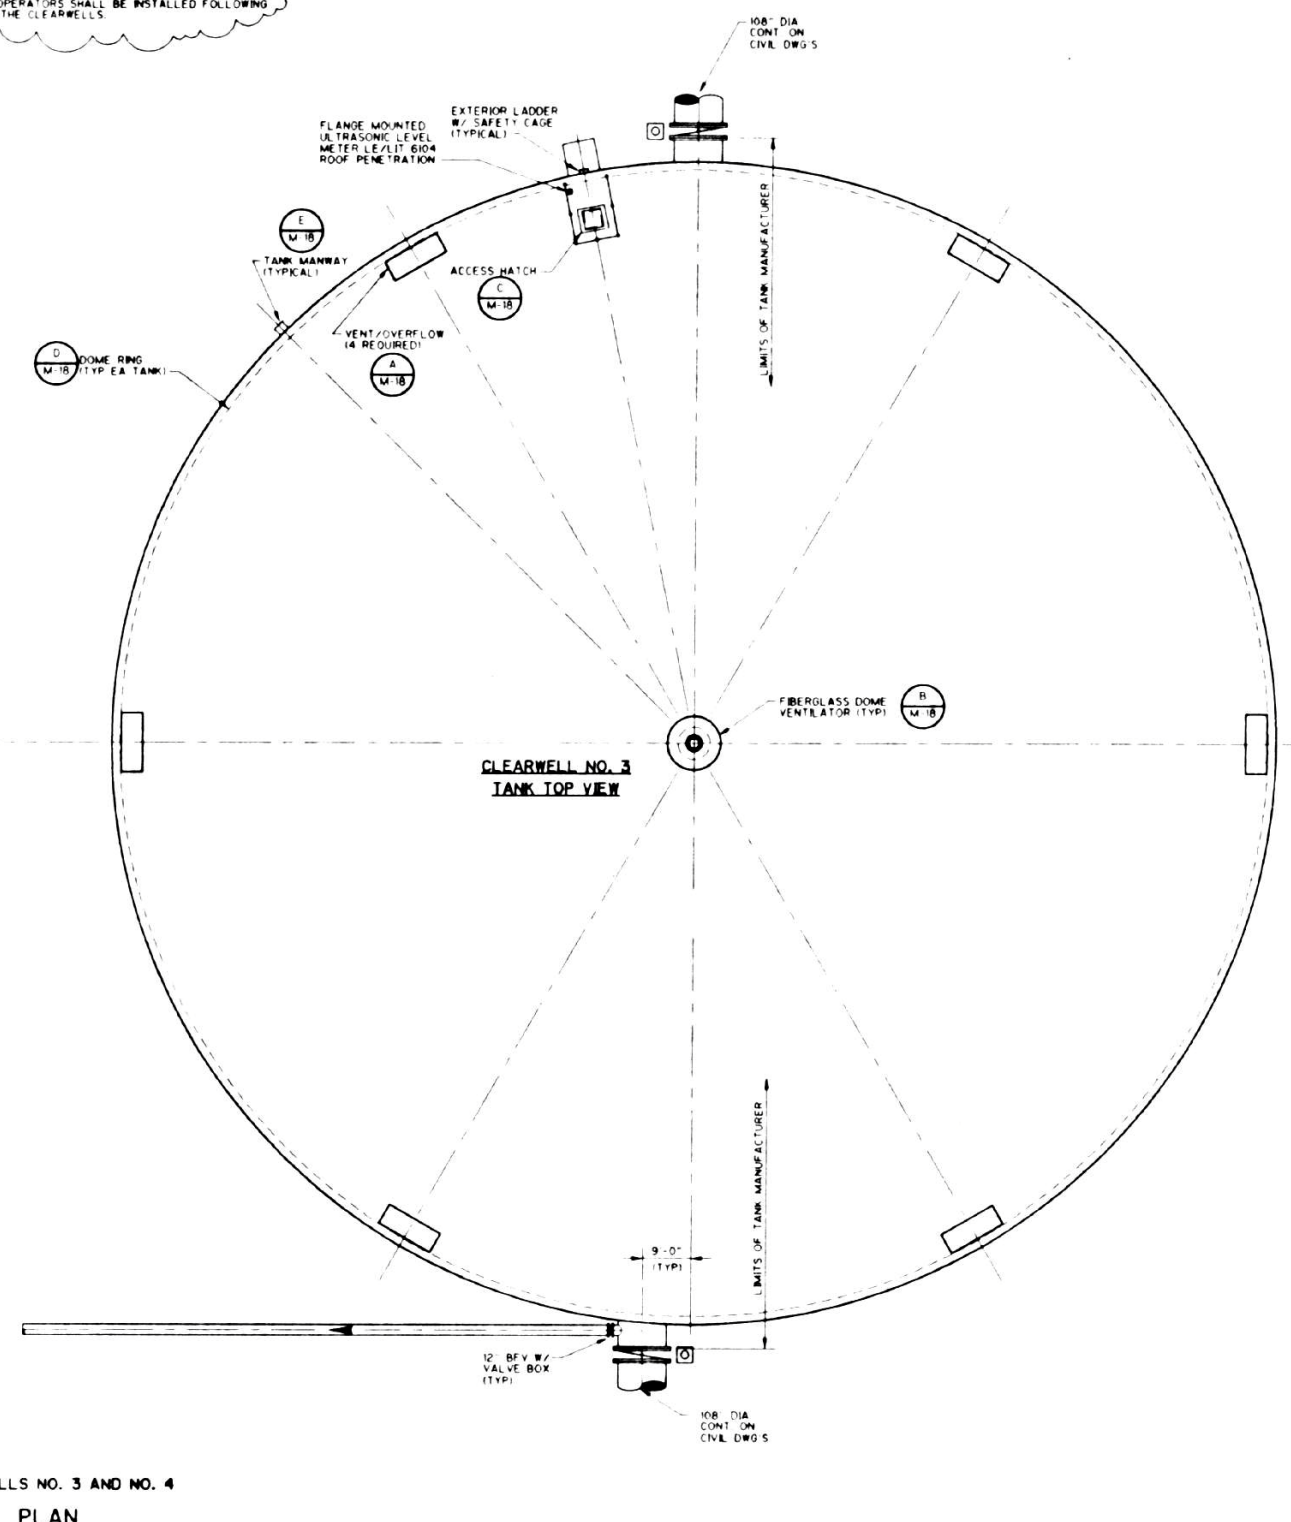 OPERATORS SHALL BE INSTALLED FOLLOWING
THE CLEARWELLS.
108" DIA
CONT ON
CIVIL DWG'S
EXTERIOR LADDER
W/ SAFETY CAGE
(TYPICAL)
FLANGE MOUNTED
ULTRASONIC LEVEL
METER LE/LIT 6104
ROOF PENETRATION
E
M-18
TANK MANWAY
(TYPICAL)
ACCESS HATCH
C
M-18
VENT/OVERFLOW
(4 REQUIRED)
A
M-18
D
M-18
DOME RING
(TYP EA TANK)
LIMITS OF TANK MANUFACTURER
FIBERGLASS DOME
VENTILATOR (TYP)
B
M-18
CLEARWELL NO. 3
TANK TOP VIEW
LIMITS OF TANK MANUFACTURER
9'-0"
(TYP)
12" BFV W/
VALVE BOX
(TYP)
108" DIA
CONT ON
CIVIL DWG'S
LLS NO. 3 AND NO. 4
PLAN